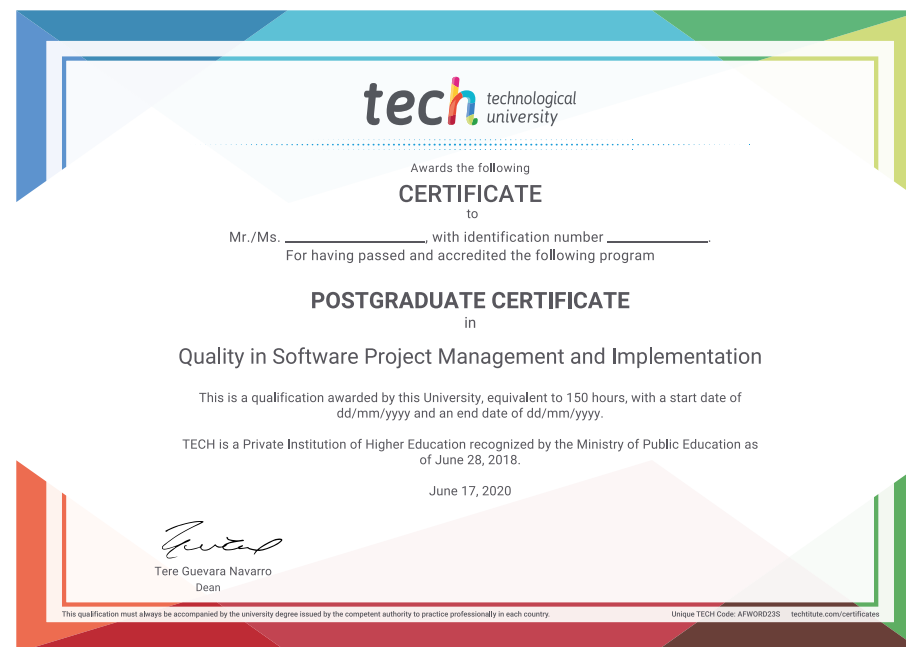 tech technological
university
Awards the following
CERTIFICATE
to
Mr./Ms. ____________________, with identification number ______________.
For having passed and accredited the following program
POSTGRADUATE CERTIFICATE
in
Quality in Software Project Management and Implementation
This is a qualification awarded by this University, equivalent to 150 hours, with a start date of
dd/mm/yyyy and an end date of dd/mm/yyyy.
TECH is a Private Institution of Higher Education recognized by the Ministry of Public Education as
of June 28, 2018.
June 17, 2020
Tere Guevara Navarro
Dean
This qualification must always be accompanied by the university degree issued by the competent authority to practice professionally in each country. Unique TECH Code: AFWORD23S techtitute.com/certificates